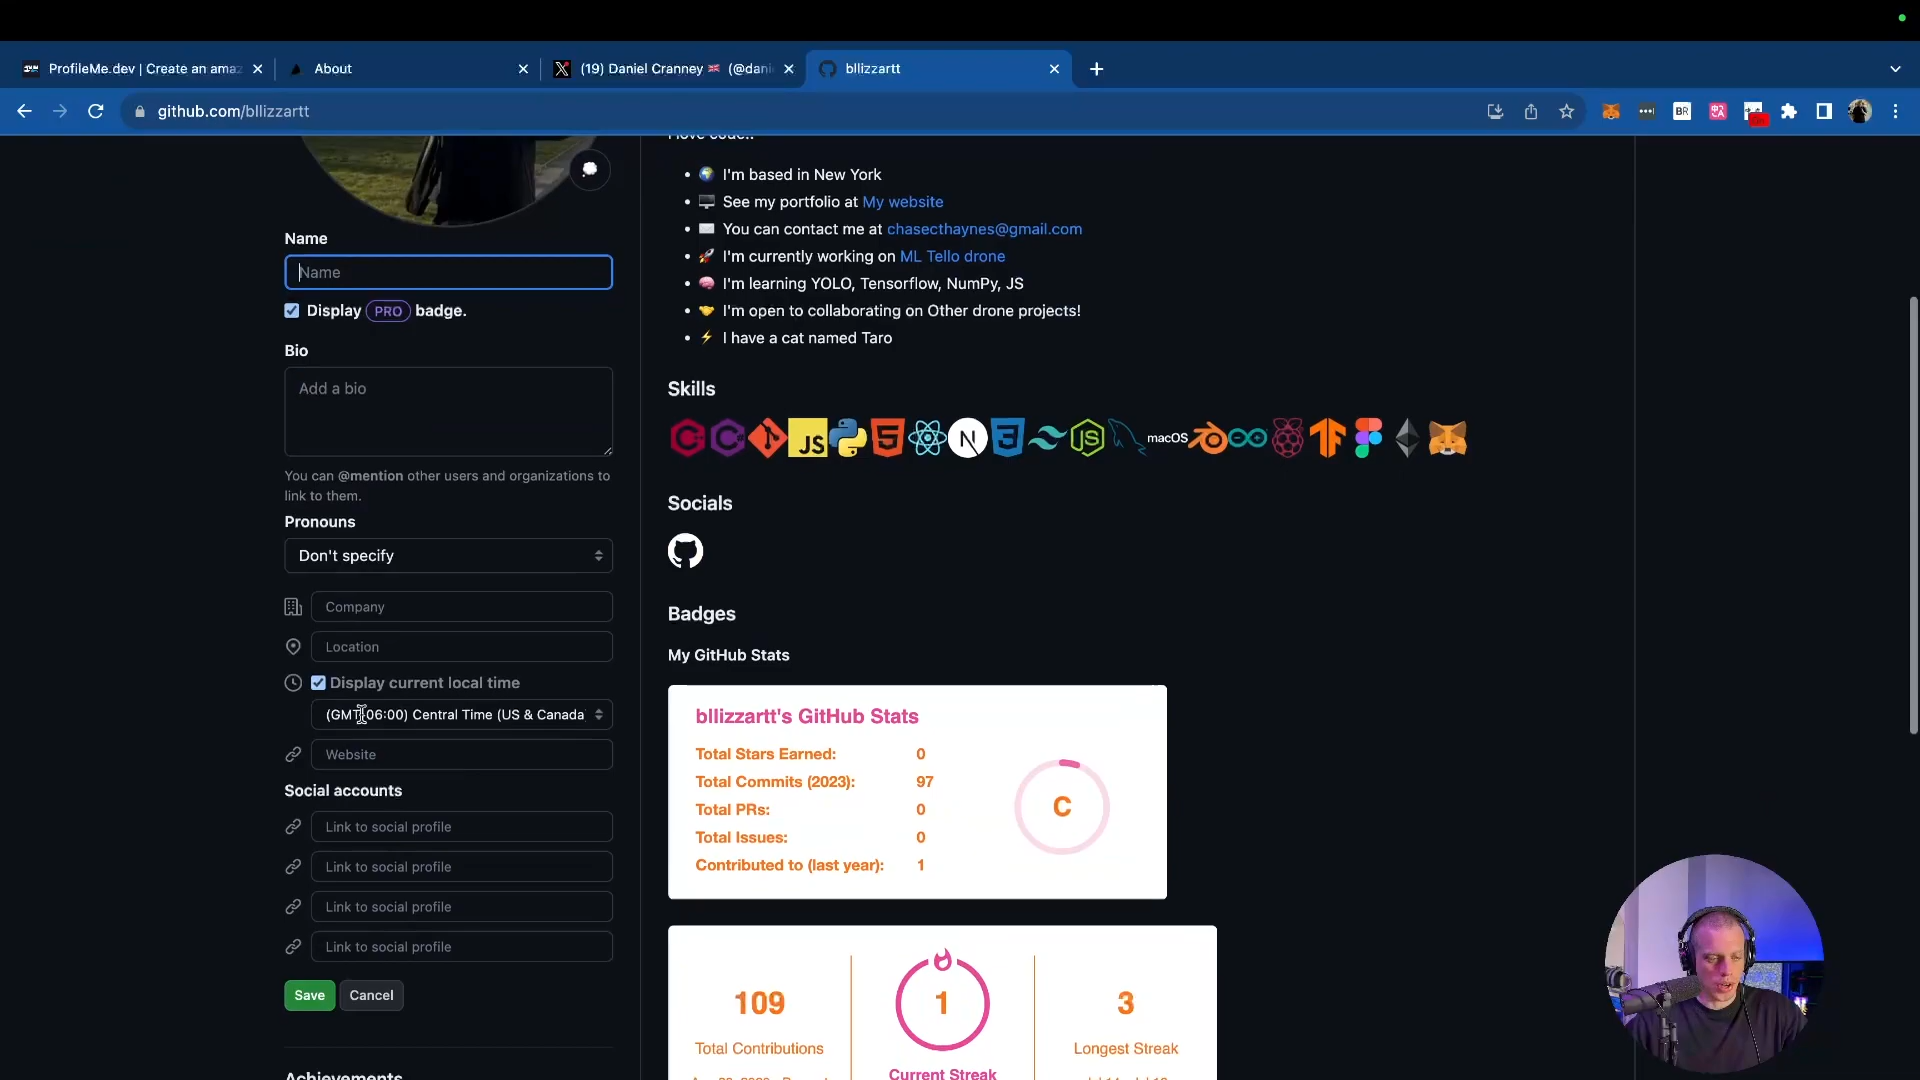 ProfileMe.dev | Create an ama
About
(19) Daniel Cranney 🇬🇧 (@dani
bllizzartt
github.com/bllizzartt
BR
I love code..
Name
Name
Display PRO badge.
Bio
Add a bio
You can @mention other users and organizations to
link to them.
Pronouns
Don't specify
Company
Location
Display current local time
(GMT-06:00) Central Time (US & Canada)
Website
Social accounts
Link to social profile
Link to social profile
Link to social profile
Link to social profile
Save
Cancel
Achievements
• 🌍 I'm based in New York
• 🖥️ See my portfolio at My website
• ✉️ You can contact me at chasecthaynes@gmail.com
• 🚀 I'm currently working on ML Tello drone
• 🧠 I'm learning YOLO, Tensorflow, NumPy, JS
• 🤝 I'm open to collaborating on Other drone projects!
• ⚡ I have a cat named Taro
Skills
JS
N
JS
macOS
Socials
Badges
My GitHub Stats
bllizzartt's GitHub Stats
Total Stars Earned: 0
Total Commits (2023): 97
Total PRs: 0
Total Issues: 0
Contributed to (last year): 1
C
109
Total Contributions
1
Current Streak
3
Longest Streak